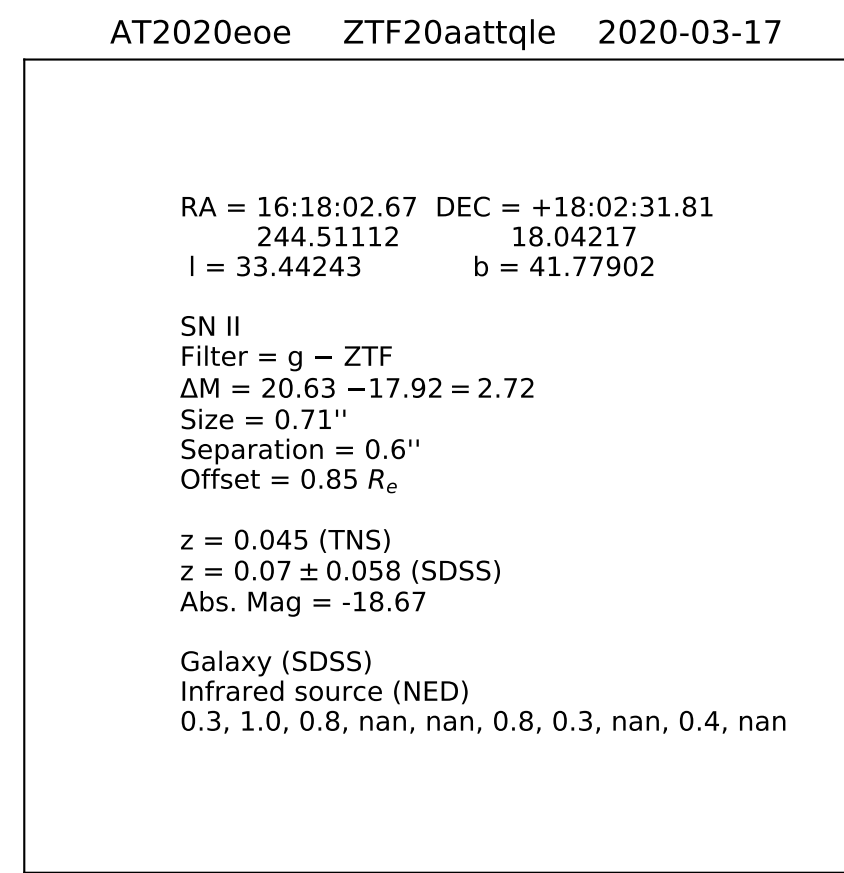 AT2020eoe ZTF20aattqle 2020-03-17
RA = 16:18:02.67 DEC = +18:02:31.81
244.51112 18.04217
l = 33.44243 b = 41.77902
SN II
Filter = g − ZTF
ΔM = 20.63 −17.92 = 2.72
Size = 0.71''
Separation = 0.6''
Offset = 0.85 Re
z = 0.045 (TNS)
z = 0.07 ± 0.058 (SDSS)
Abs. Mag = -18.67
Galaxy (SDSS)
Infrared source (NED)
0.3, 1.0, 0.8, nan, nan, 0.8, 0.3, nan, 0.4, nan